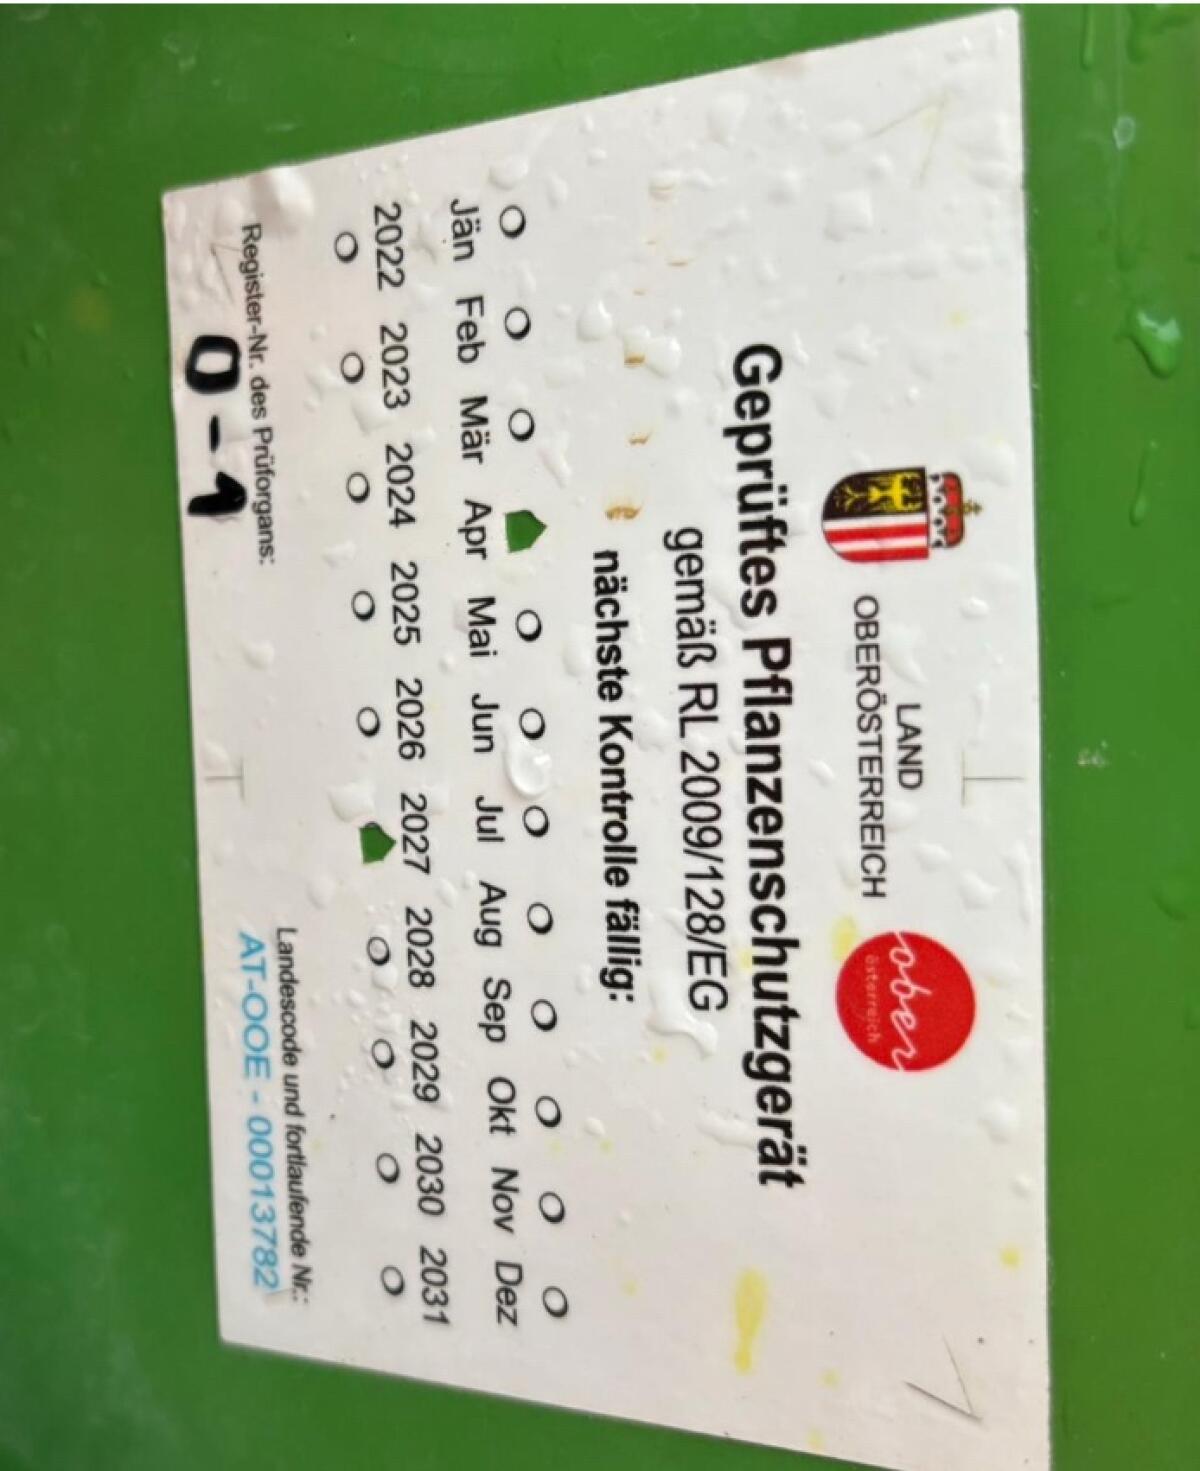 LAND
OBERÖSTERREICH
ober
österreich
Geprüftes Pflanzenschutzgerät
gemäß RL 2009/128/EG
nächste Kontrolle fällig:
Jän Feb Mär Apr Mai Jun Jul Aug Sep Okt Nov Dez
2022 2023 2024 2025 2026 2027 2028 2029 2030 2031
Register-Nr. des Prüforgans:
0-1
Landescode und fortlaufende Nr.:
AT-OOE - 00013782